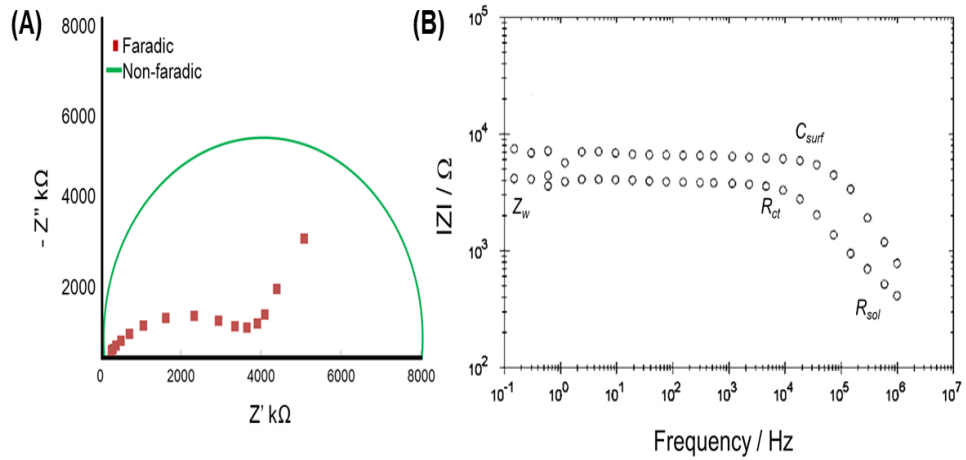 (A)
8000
6000
4000
2000
- Z'' kΩ
Faradic
Non-faradic
0 2000 4000 6000 8000
Z' kΩ
(B)
10^5
10^4
10^3
10^2
|Z| / Ω
C_surf
Z_w
R_ct
R_sol
10^-1 10^0 10^1 10^2 10^3 10^4 10^5 10^6 10^7
Frequency / Hz